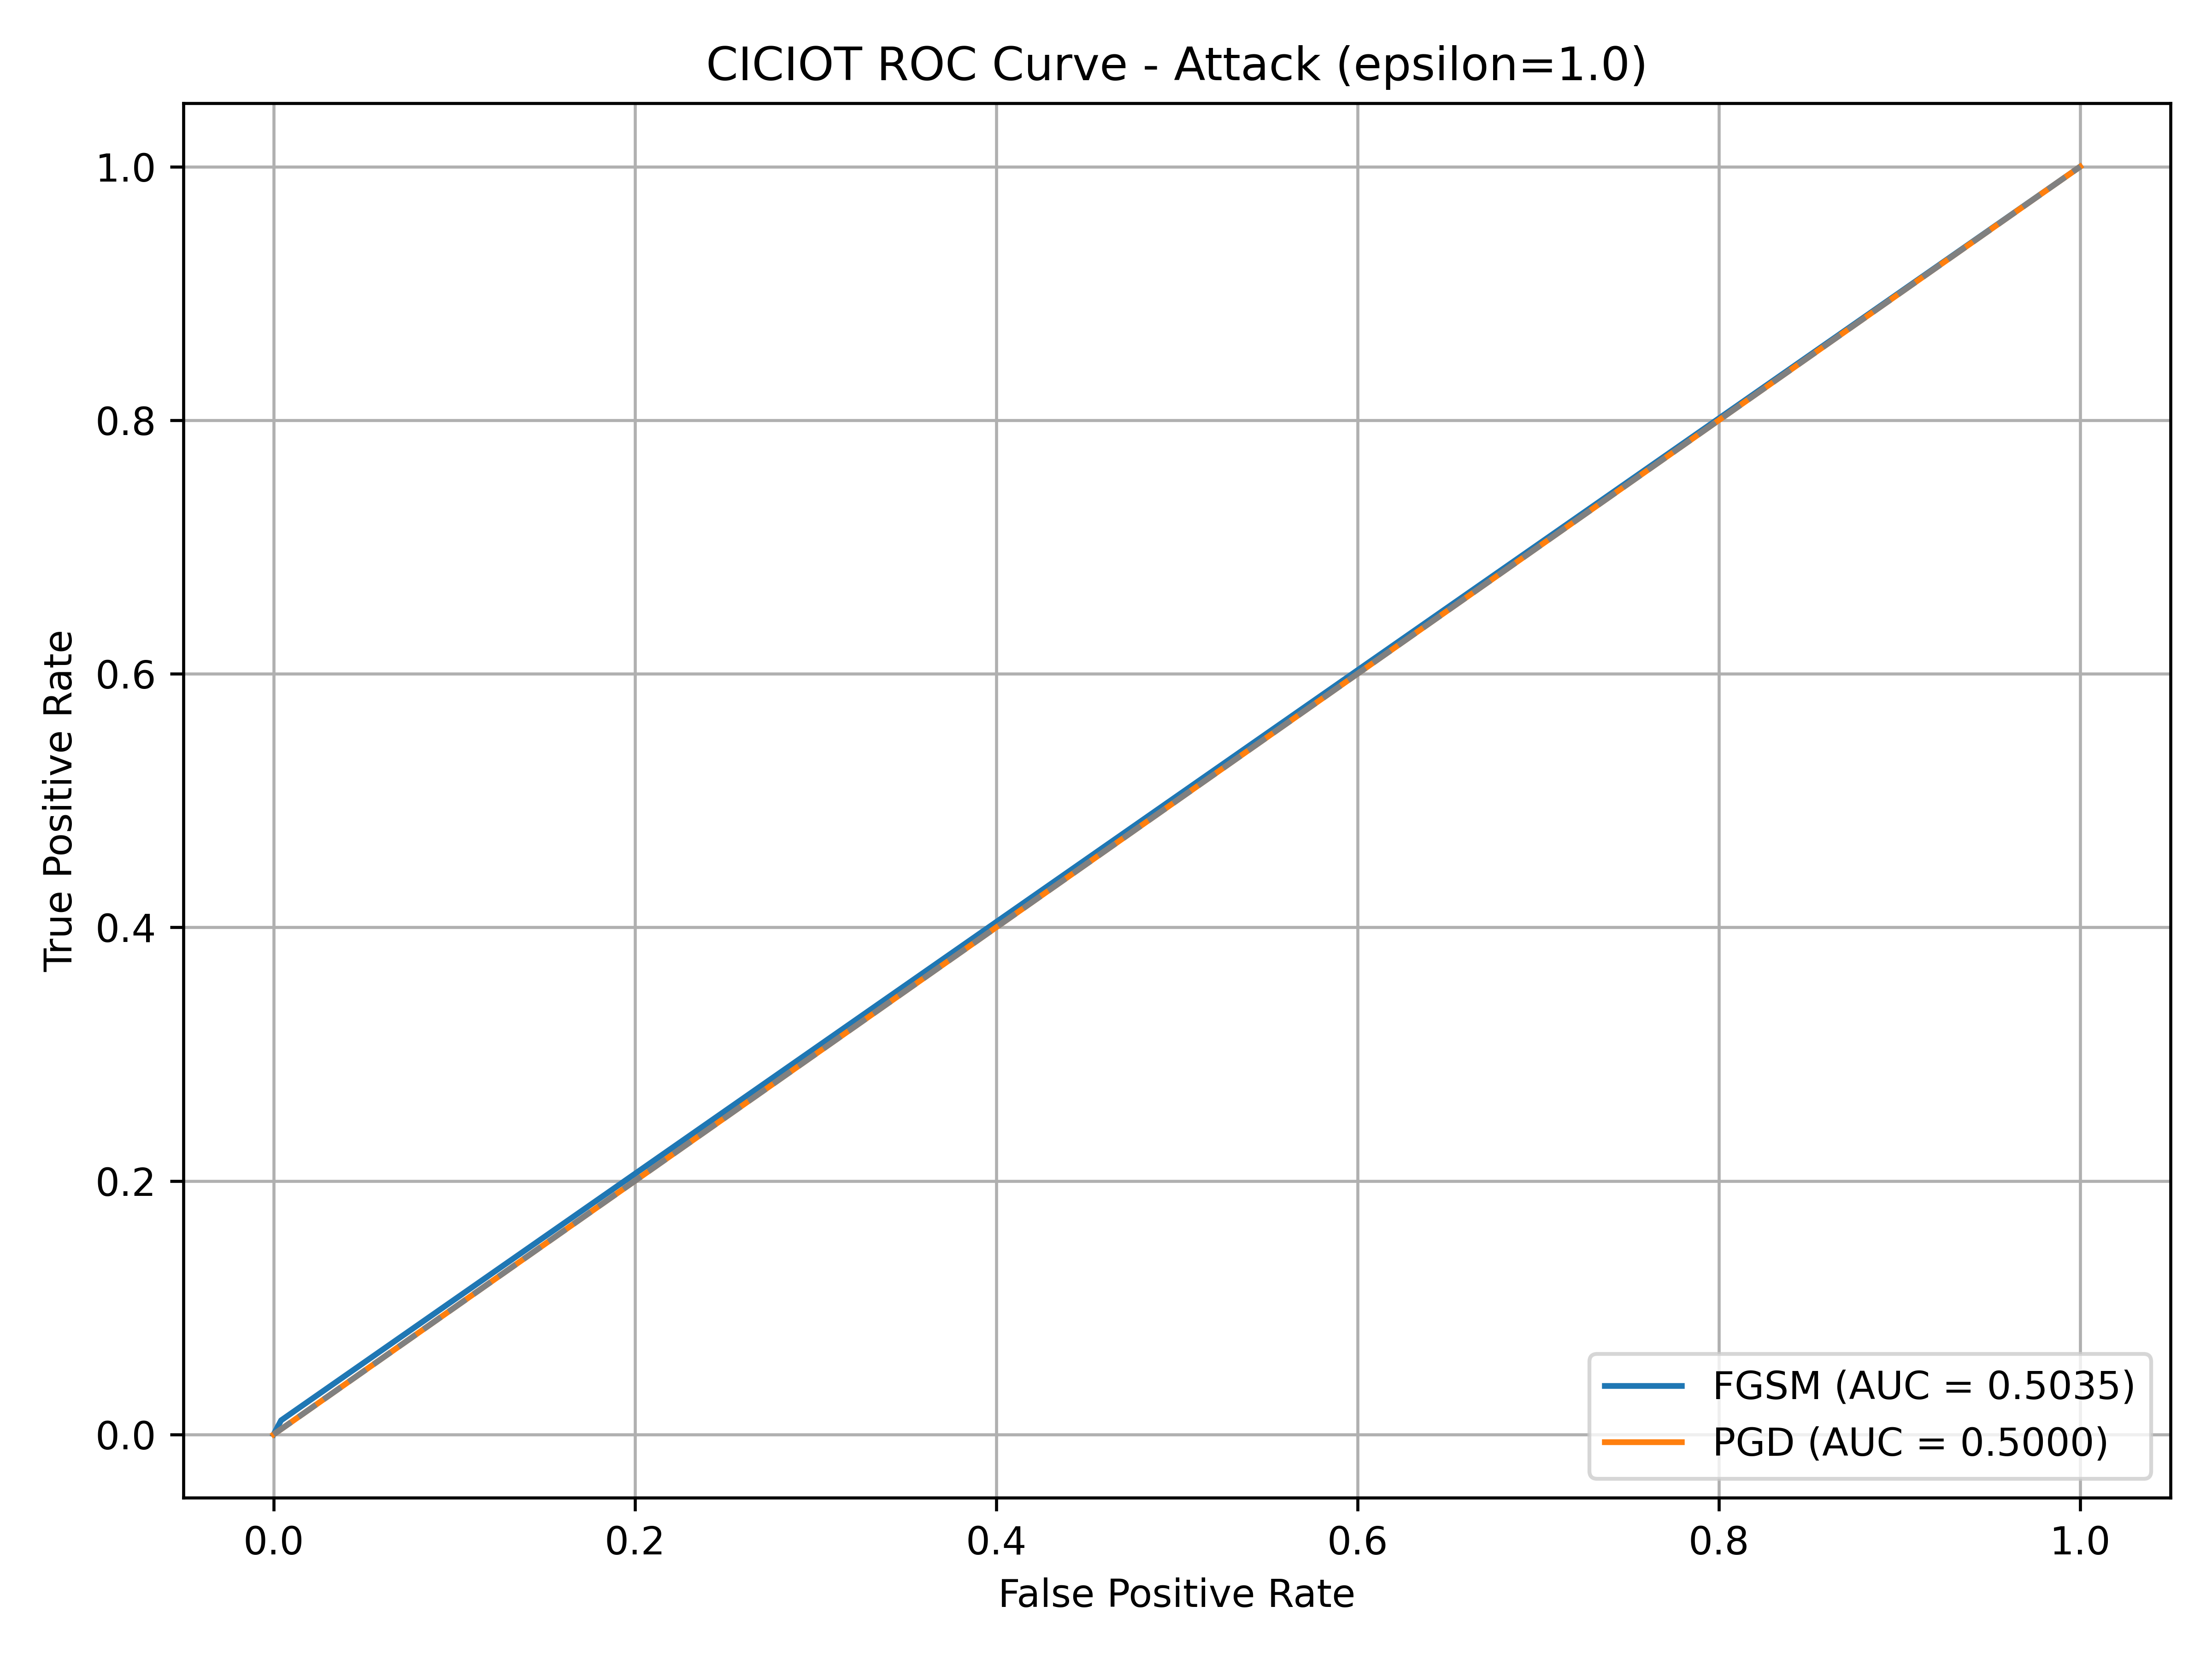 CICIOT ROC Curve - Attack (epsilon=1.0)
True Positive Rate
1.0
0.8
0.6
0.4
0.2
0.0
0.0 0.2 0.4 0.6 0.8 1.0
False Positive Rate
FGSM (AUC = 0.5035)
PGD (AUC = 0.5000)